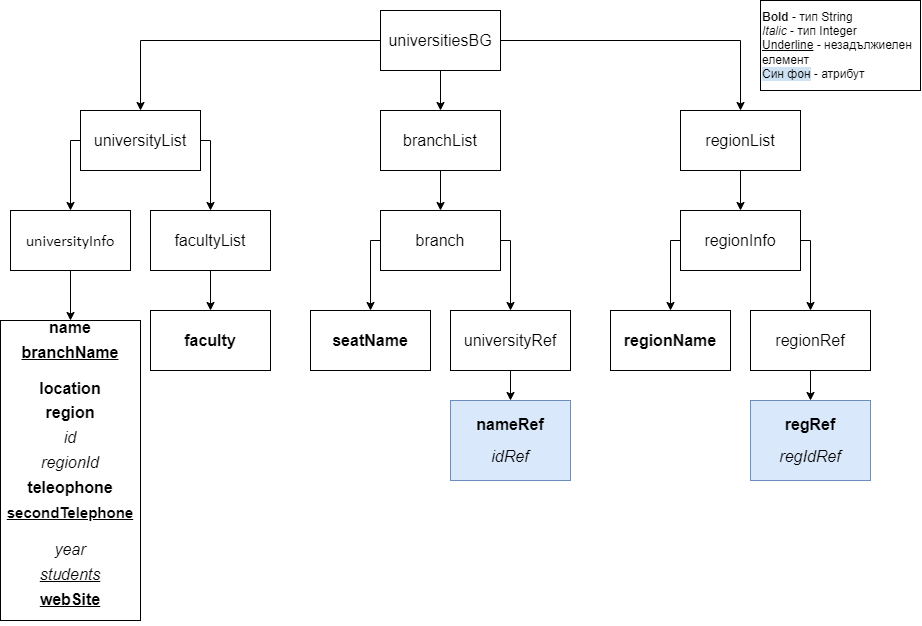 universitiesBG
Bold - тип String
Italic - тип Integer
Underline - незадължиелен
елемент
Син фон - атрибут
universityList
branchList
regionList
universityInfo
facultyList
branch
regionInfo
name
branchName
location
region
id
regionId
teleophone
secondTelephone
year
students
webSite
faculty
seatName
universityRef
regionName
regionRef
nameRef
idRef
regRef
regIdRef